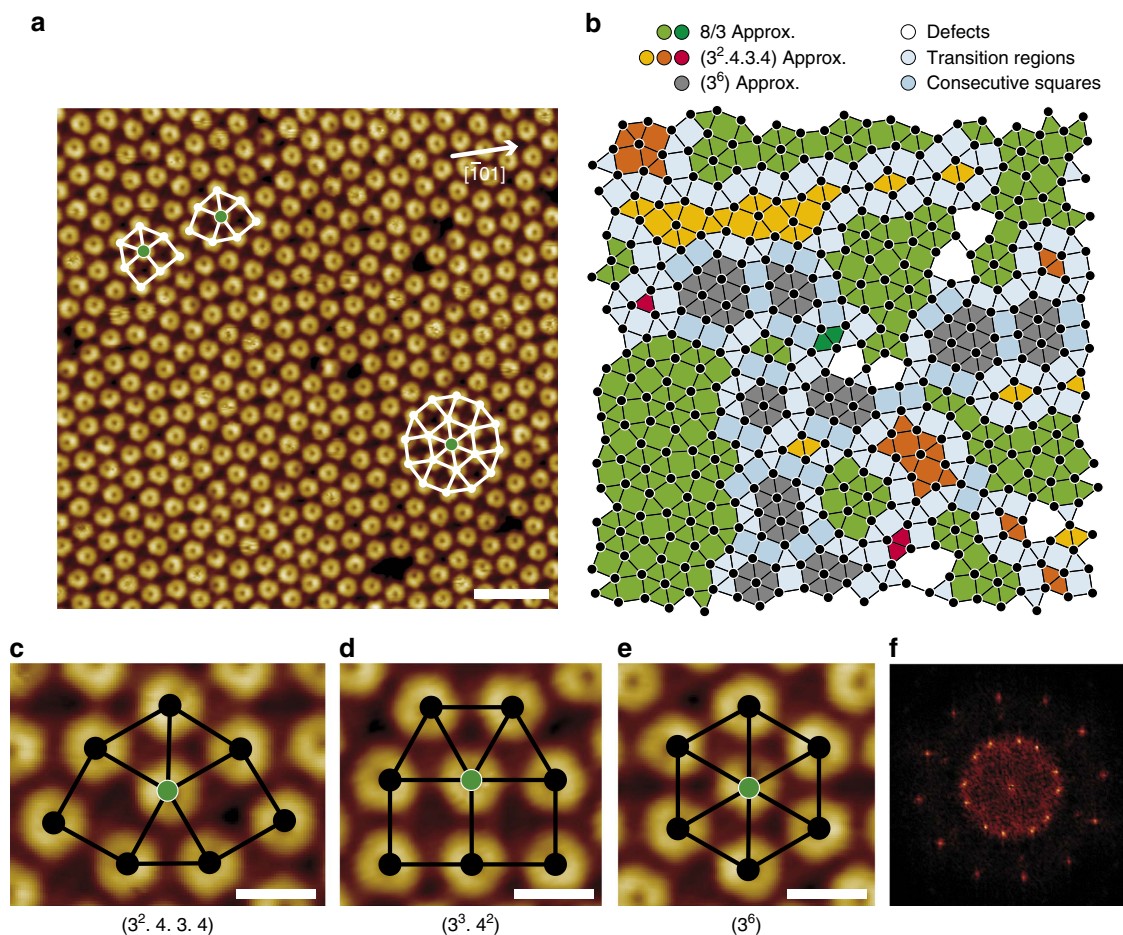 a
[1̅01]
b
8/3 Approx.
(3².4.3.4) Approx.
(3⁶) Approx.
Defects
Transition regions
Consecutive squares
c
(3². 4. 3. 4)
d
(3³. 4²)
e
(3⁶)
f